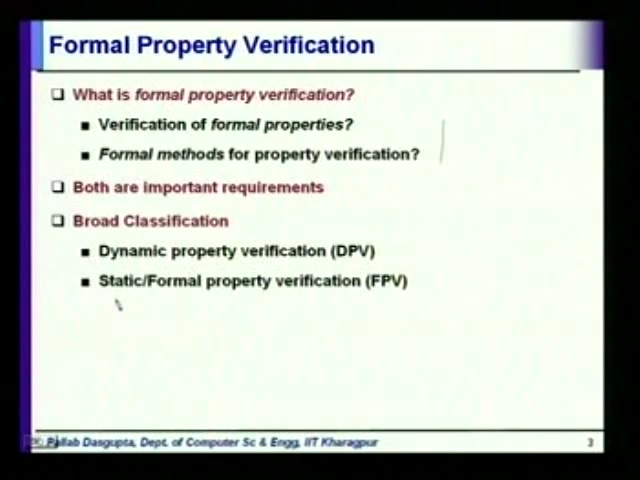 Formal Property Verification
What is formal property verification?
Verification of formal properties?
Formal methods for property verification?
Both are important requirements
Broad Classification
Dynamic property verification (DPV)
Static/Formal property verification (FPV)
Pallab Dasgupta, Dept. of Computer Sc & Engg, IIT Kharagpur
3